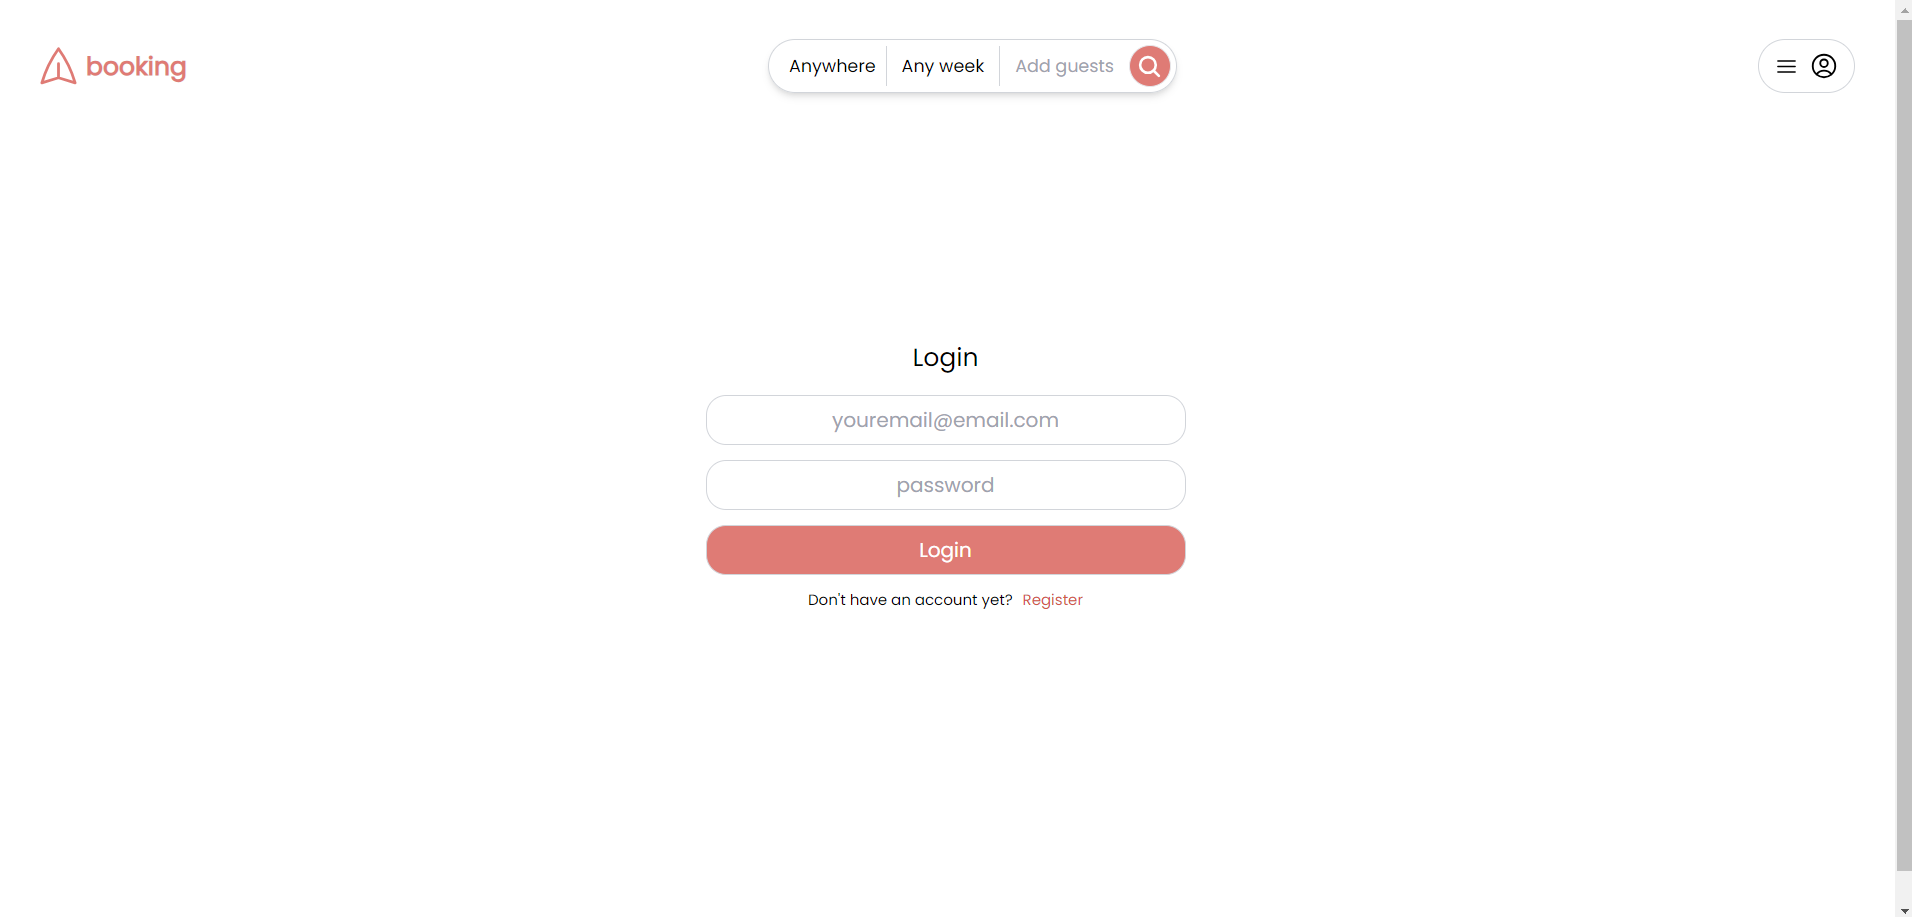 booking
Anywhere Any week Add guests
Login
youremail@email.com
password
Login
Don't have an account yet? Register